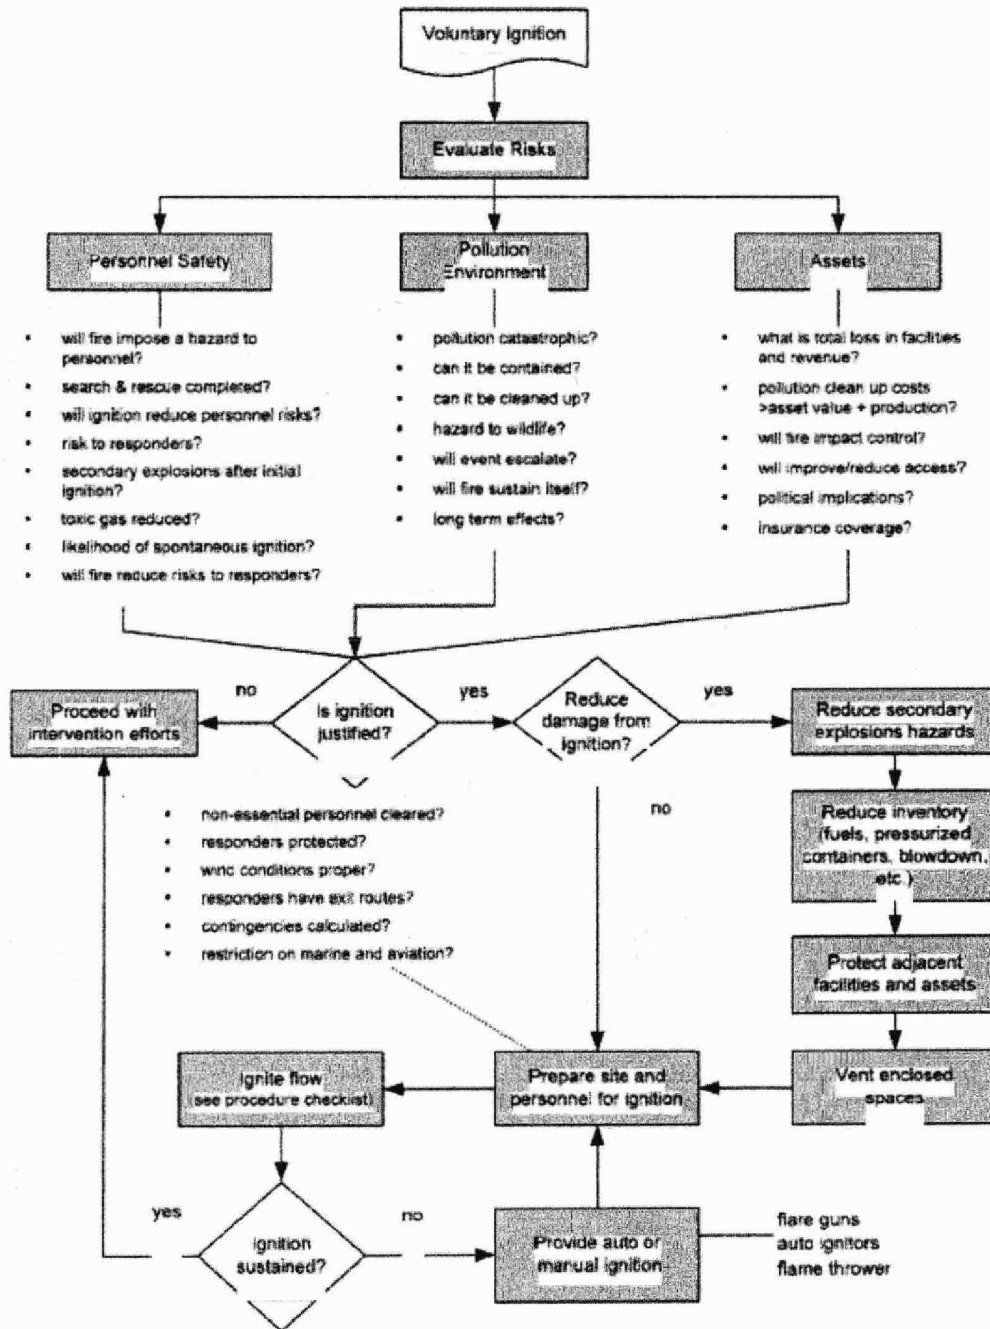 Voluntary Ignition
Evaluate Risks
Personnel Safety
Pollution
Environment
Assets
• will fire impose a hazard to
personnel?
• search & rescue completed?
• will ignition reduce personnel risks?
• risk to responders?
• secondary explosions after initial
ignition?
• toxic gas reduced?
• likelihood of spontaneous ignition?
• will fire reduce risks to responders?
• pollution catastrophic?
• can it be contained?
• can it be cleaned up?
• hazard to wildlife?
• will event escalate?
• will fire sustain itself?
• long term effects?
• what is total loss in facilities
and revenue?
• pollution clean up costs
>asset value + production?
• will fire impact control?
• will improve/reduce access?
• political implications?
• insurance coverage?
no
Proceed with
intervention efforts
Is ignition
justified?
yes
Reduce
damage from
ignition?
yes
Reduce secondary
explosions hazards
no
Reduce inventory
(fuels, pressurized
containers, blowdown,
etc.)
• non-essential personnel cleared?
• responders protected?
• wind conditions proper?
• responders have exit routes?
• contingencies calculated?
• restriction on marine and aviation?
Protect adjacent
facilities and assets
Ignite flow
(see procedure checklist)
Prepare site and
personnel for ignition
Vent enclosed
spaces
yes
Ignition
sustained?
no
Provide auto or
manual ignition
flare guns
auto ignitors
flame thrower